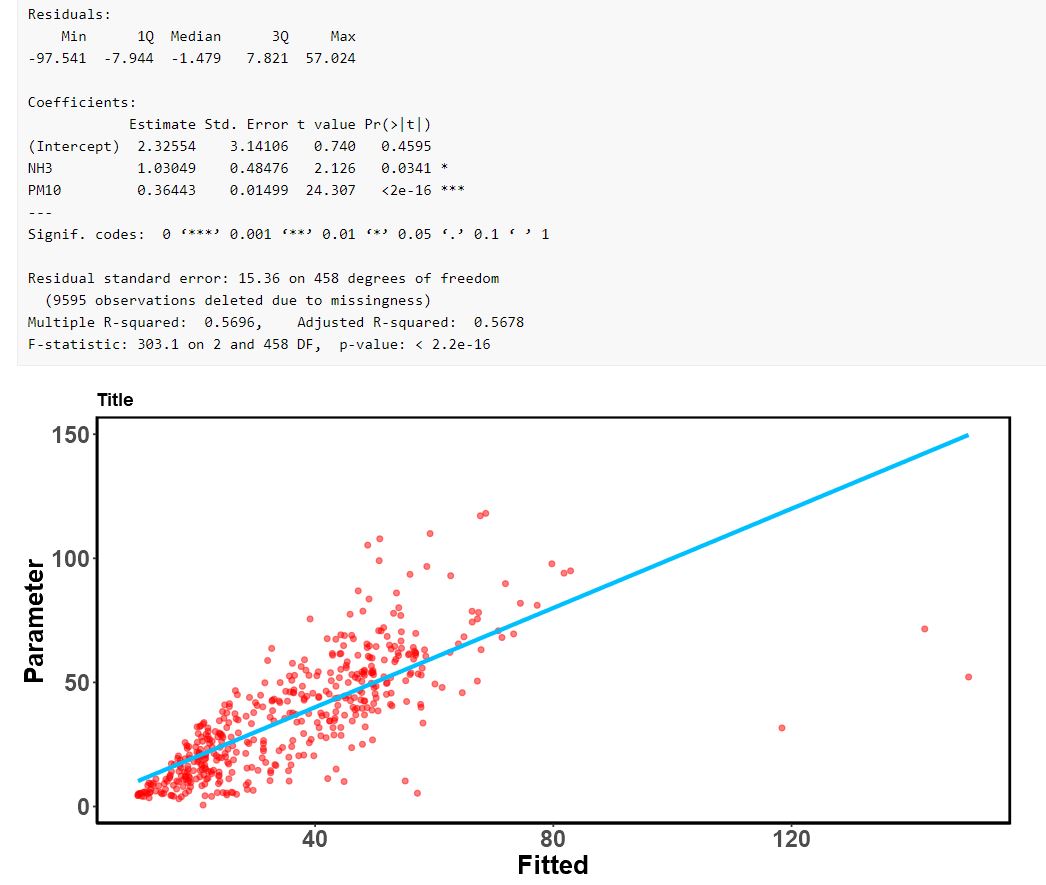 Residuals:
Min 1Q Median 3Q Max
-97.541 -7.944 -1.479 7.821 57.024
Coefficients:
Estimate Std. Error t value Pr(>|t|)
(Intercept) 2.32554 3.14106 0.740 0.4595
NH3 1.03049 0.48476 2.126 0.0341 *
PM10 0.36443 0.01499 24.307 <2e-16 ***
---
Signif. codes: 0 ‘***’ 0.001 ‘**’ 0.01 ‘*’ 0.05 ‘.’ 0.1 ‘ ’ 1
Residual standard error: 15.36 on 458 degrees of freedom
(9595 observations deleted due to missingness)
Multiple R-squared: 0.5696, Adjusted R-squared: 0.5678
F-statistic: 303.1 on 2 and 458 DF, p-value: < 2.2e-16
Title
Parameter
150
100
50
0
40 80 120
Fitted